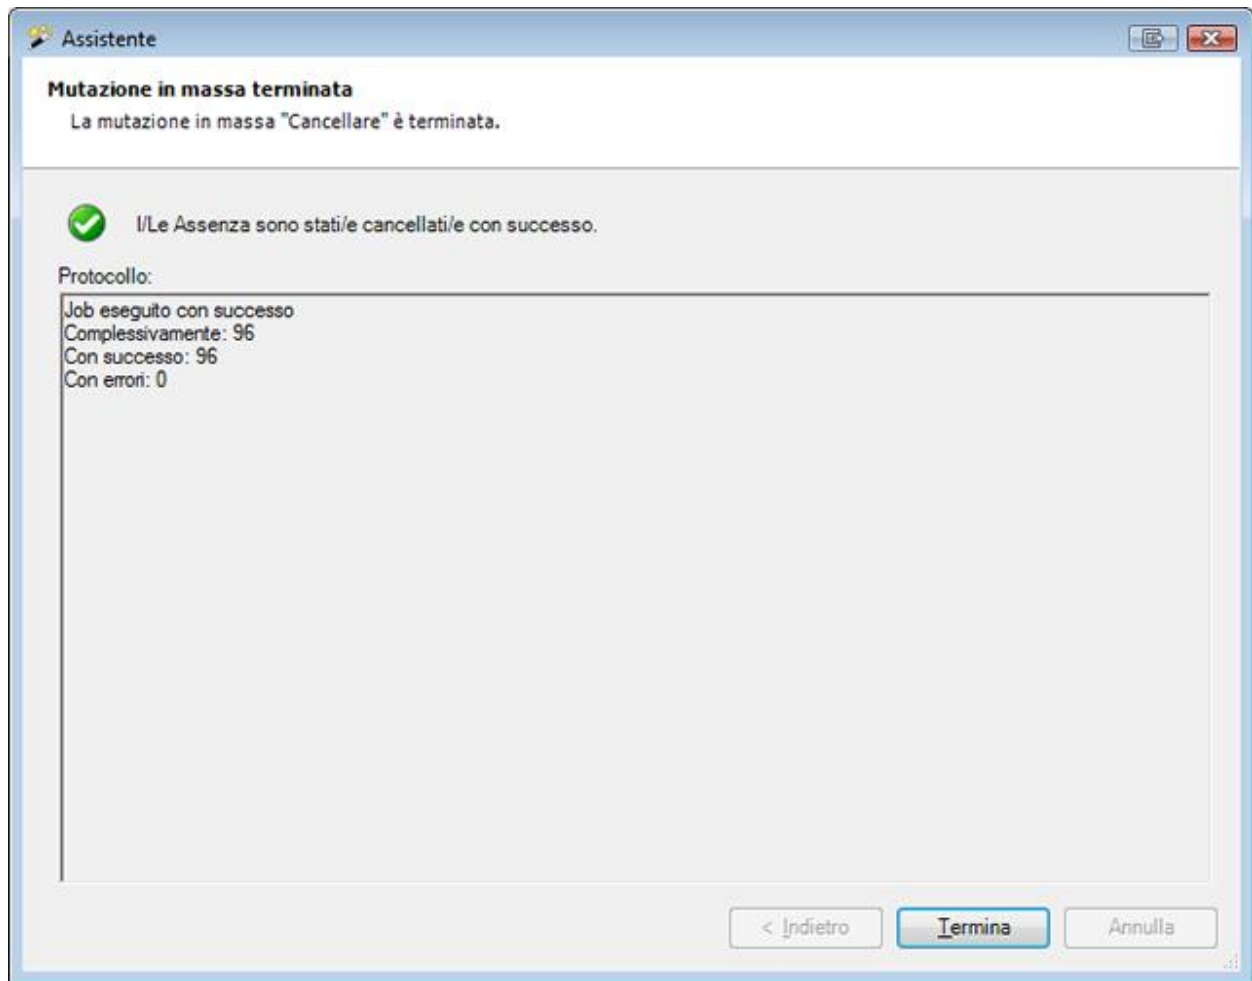 Assistente
Mutazione in massa terminata
La mutazione in massa "Cancellare" è terminata.
I/Le Assenza sono stati/e cancellati/e con successo.
Protocollo:
Job eseguito con successo
Complessivamente: 96
Con successo: 96
Con errori: 0
< Indietro
Termina
Annulla